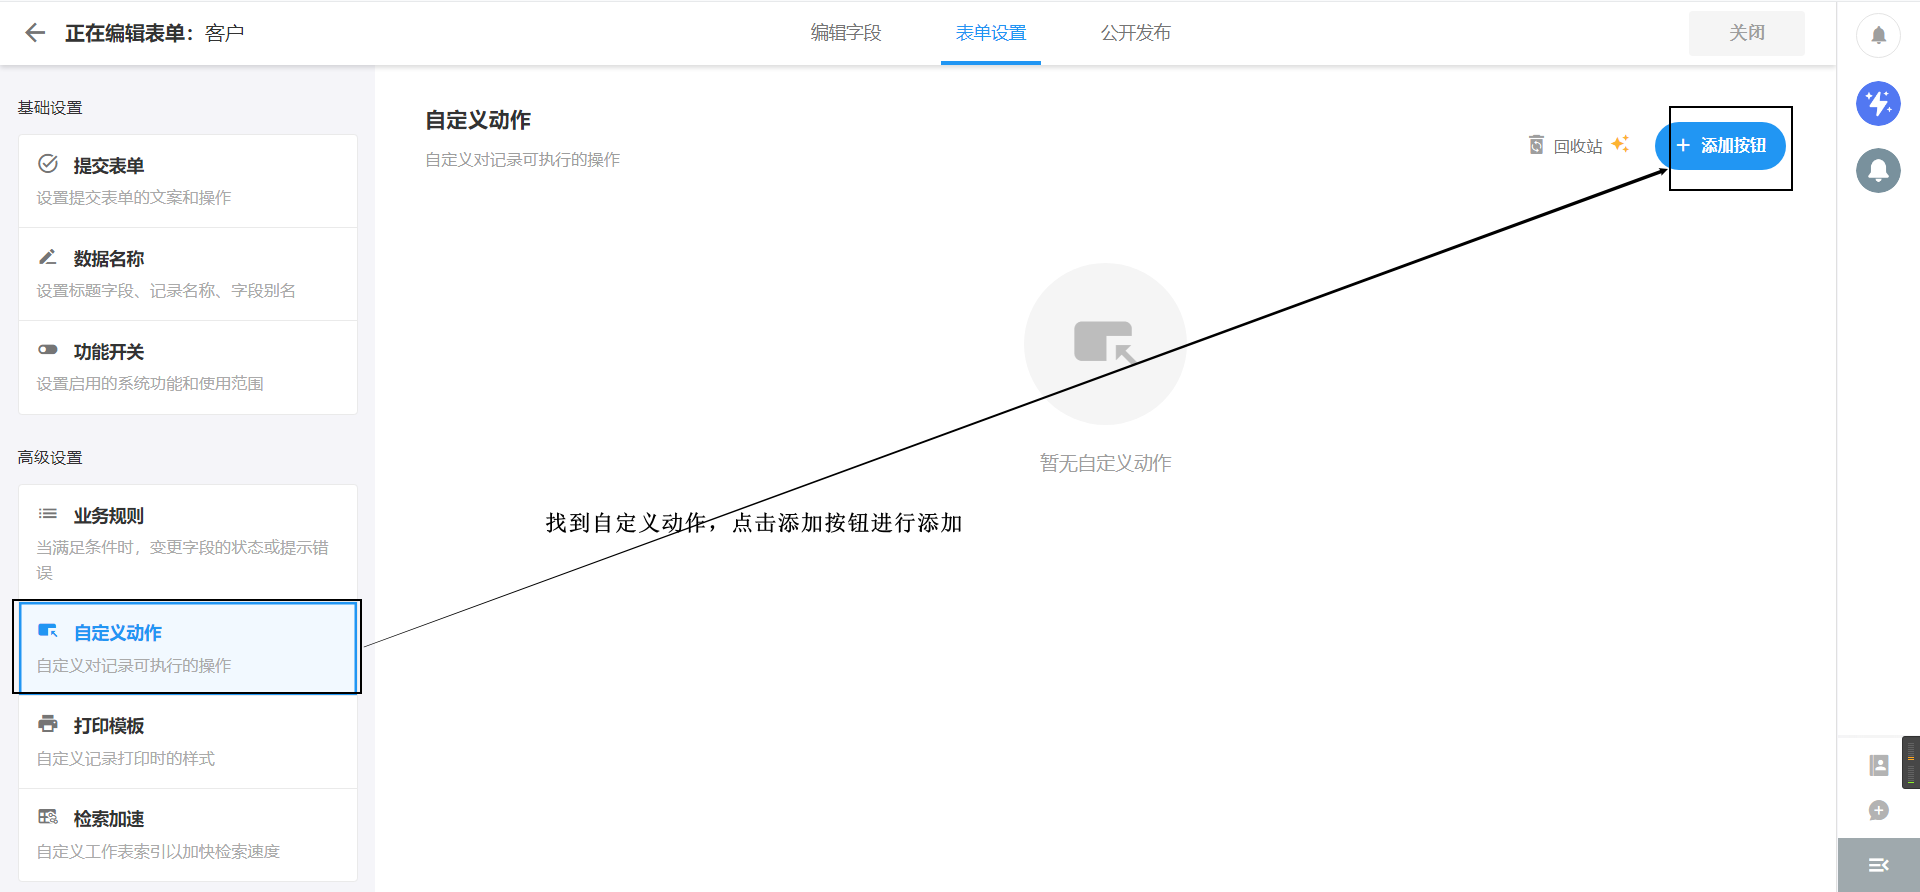 正在编辑表单：客户
编辑字段
表单设置
公开发布
关闭
基础设置
提交表单
设置提交表单的文案和操作
数据名称
设置标题字段、记录名称、字段别名
功能开关
设置启用的系统功能和使用范围
高级设置
业务规则
当满足条件时，变更字段的状态或提示错
误
自定义动作
自定义对记录可执行的操作
打印模板
自定义记录打印时的样式
检索加速
自定义工作表索引以加快检索速度
自定义动作
自定义对记录可执行的操作
回收站
+ 添加按钮
暂无自定义动作
找到自定义动作，点击添加按钮进行添加